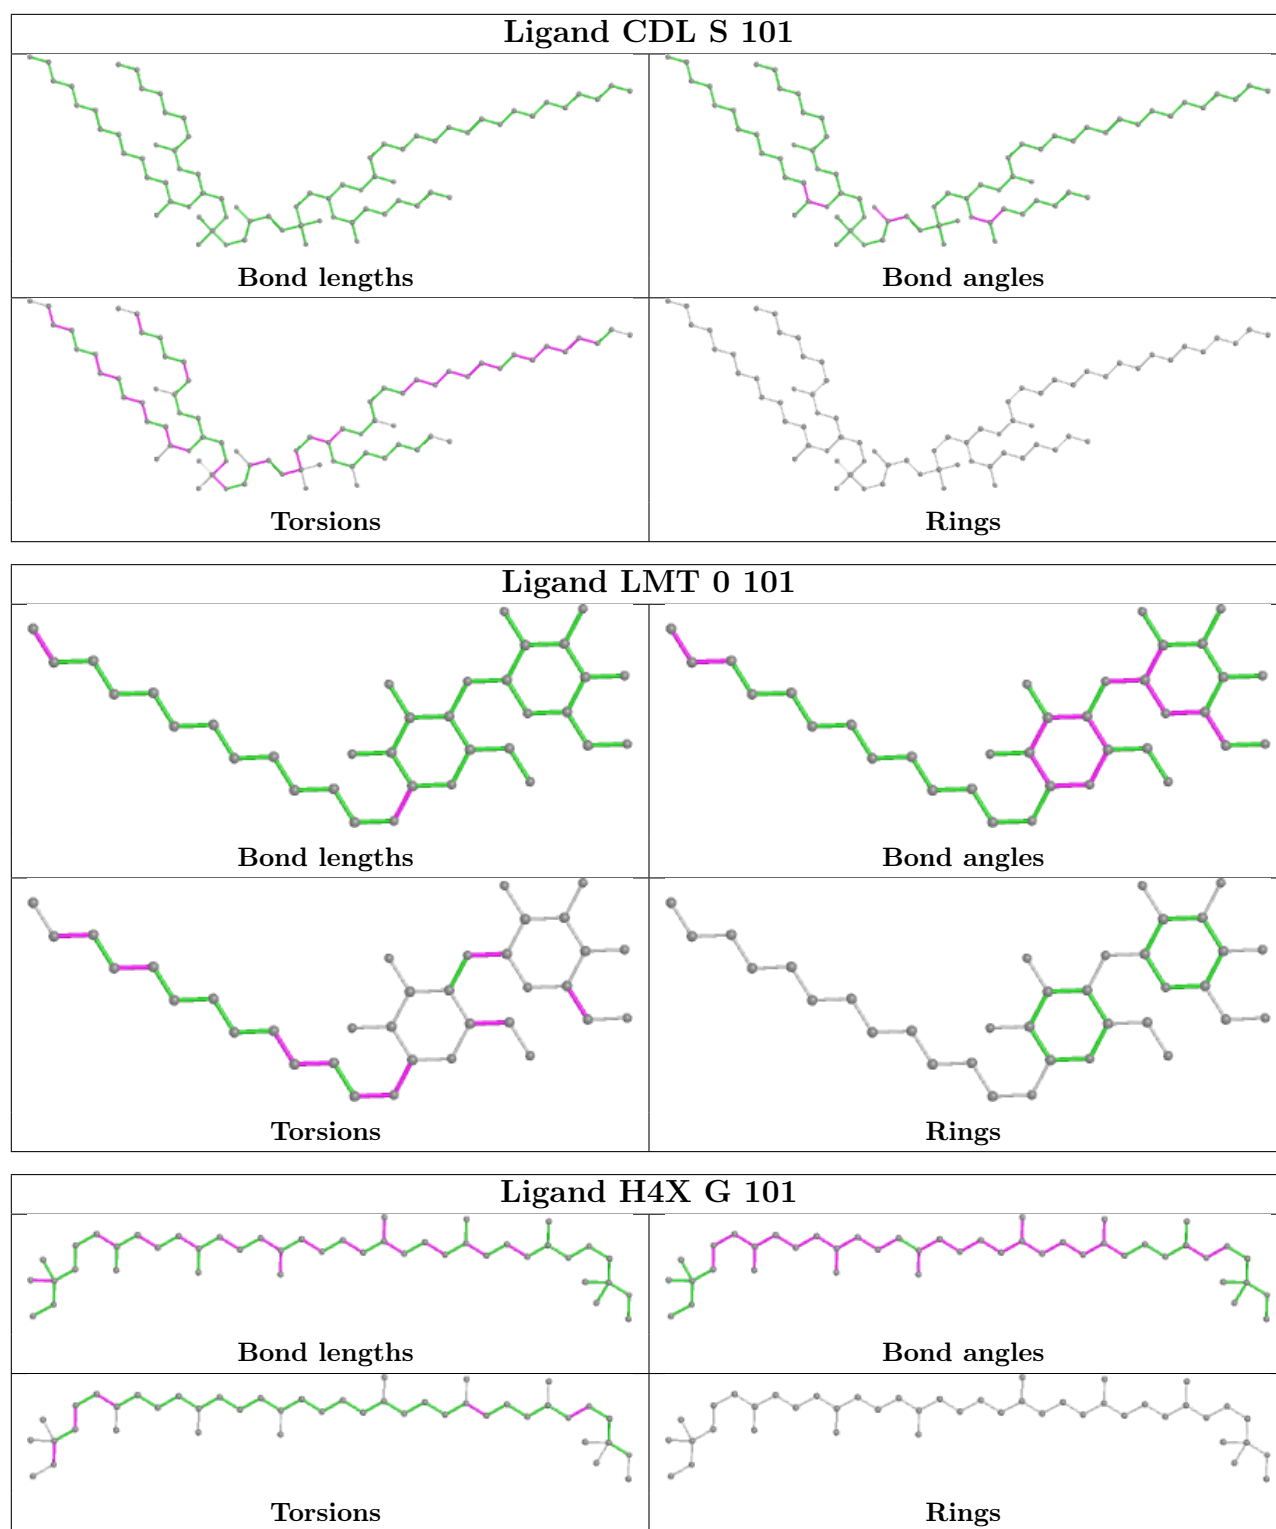 Ligand CDL S 101
Bond lengths
Bond angles
Torsions
Rings
Ligand LMT 0 101
Bond lengths
Bond angles
Torsions
Rings
Ligand H4X G 101
Bond lengths
Bond angles
Torsions
Rings